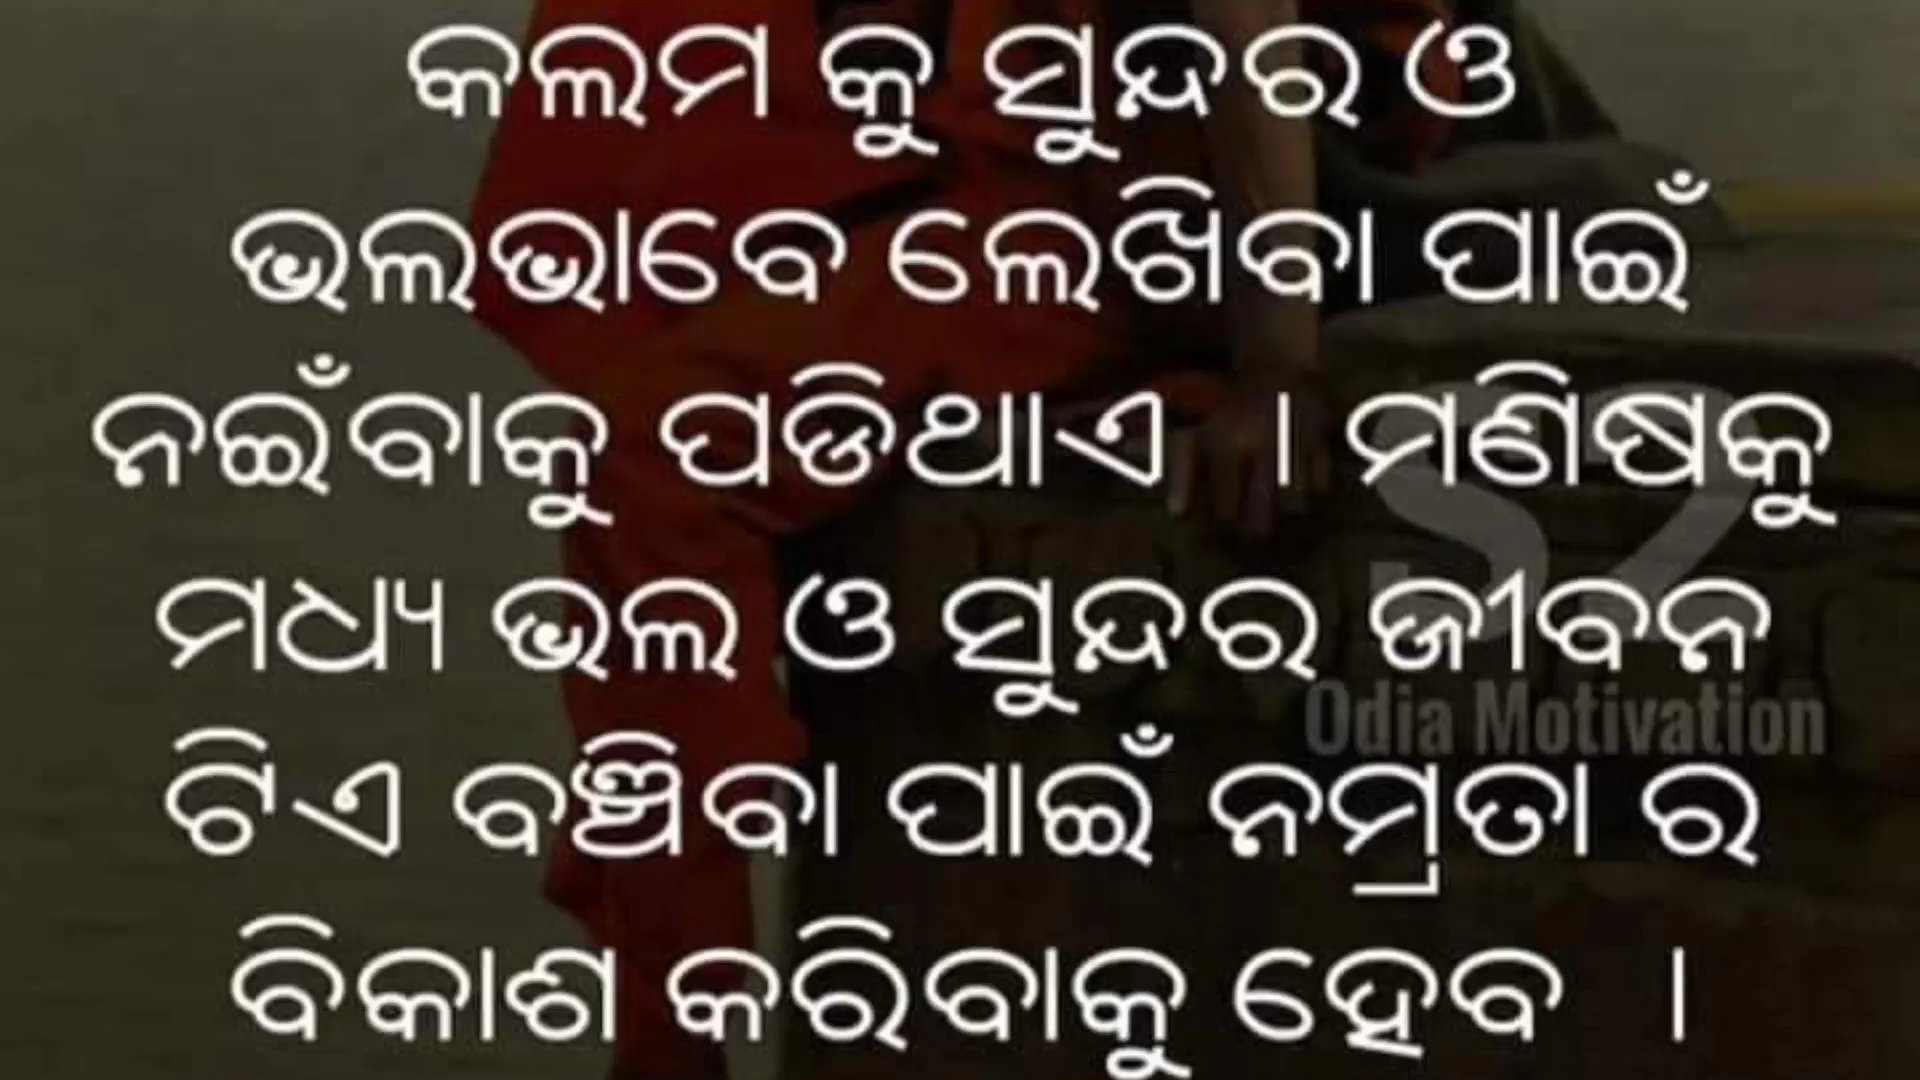 କଲମ କୁ ସୁନ୍ଦର ଓ
ଭଲଭାବେ ଲେଖିବା ପାଇଁ
ନଇଁବାକୁ ପଡିଥାଏ । ମଣିଷକୁ
ମଧ୍ୟ ଭଲ ଓ ସୁନ୍ଦର ଜୀବନ
Odia Motivation
ଟିଏ ବଞ୍ଚିବା ପାଇଁ ନମ୍ରତା ର
ବିକାଶ କରିବାକୁ ହେବ ।